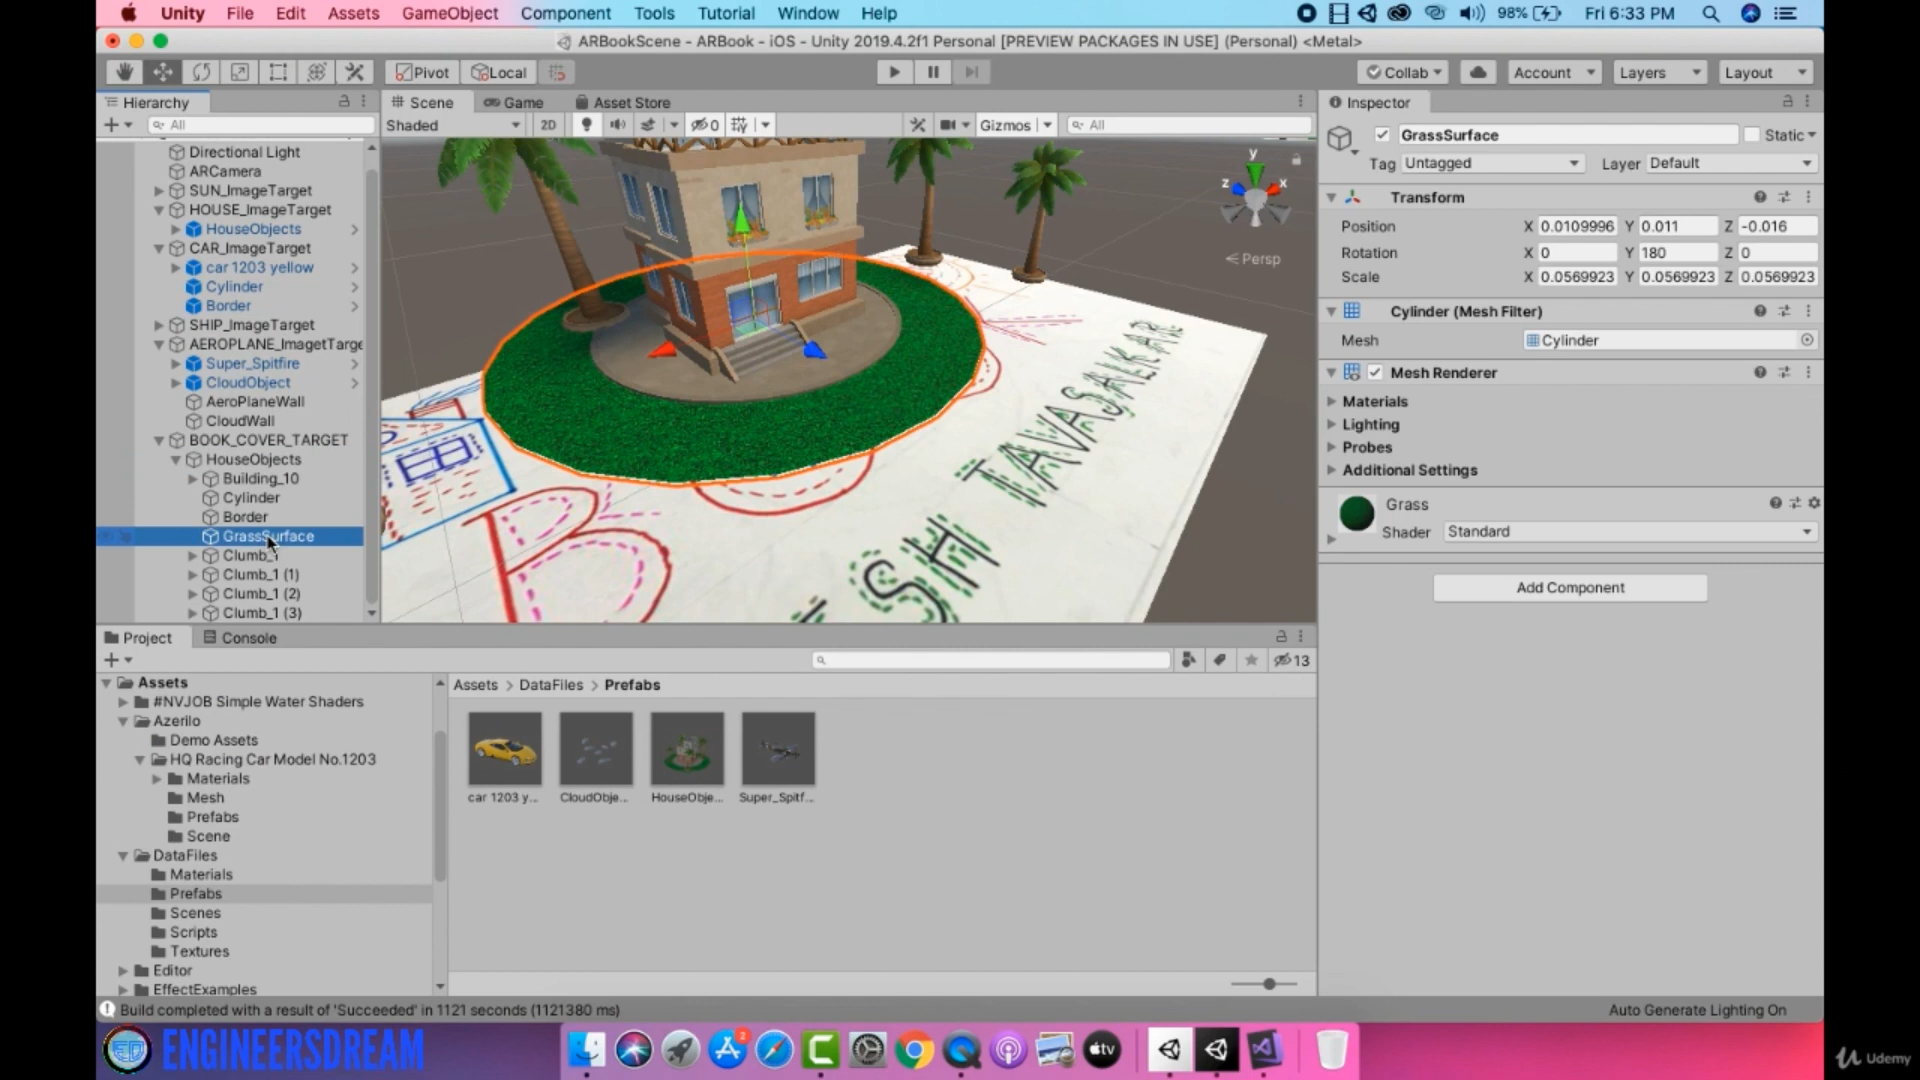 Unity File Edit Assets GameObject Component Tools Tutorial Window Help 98% Fri 6:33 PM
ARBookScene - ARBook - iOS - Unity 2019.4.2f1 Personal [PREVIEW PACKAGES IN USE] (Personal) <Metal>
Pivot Local Collab Account Layers Layout
Hierarchy Scene Game Asset Store Inspector
All Shaded 2D 0 Gizmos All
GrassSurface Static
Tag Untagged Layer Default
Directional Light
ARCamera
SUN_ImageTarget
HOUSE_ImageTarget
HouseObjects
CAR_ImageTarget
car 1203 yellow
Cylinder
Border
SHIP_ImageTarget
AEROPLANE_ImagetTarge
Super_Spitfire
CloudObject
AeroPlaneWall
CloudWall
BOOK_COVER_TARGET
HouseObjects
Building_10
Cylinder
Border
GrassSurface
Clumb_1
Clumb_1 (1)
Clumb_1 (2)
Clumb_1 (3)
y
z x
Persp
TAVASALKAR
SH
B
Transform
Position X 0.0109996 Y 0.011 Z -0.016
Rotation X 0 Y 180 Z 0
Scale X 0.0569923 Y 0.0569923 Z 0.0569923
Cylinder (Mesh Filter)
Mesh Cylinder
Mesh Renderer
Materials
Lighting
Probes
Additional Settings
Grass
Shader Standard
Add Component
Project Console
13
Assets
#NVJOB Simple Water Shaders
Azerilo
Demo Assets
HQ Racing Car Model No.1203
Materials
Mesh
Prefabs
Scene
DataFiles
Materials
Prefabs
Scenes
Scripts
Textures
Editor
EffectExamples
Assets > DataFiles > Prefabs
car 1203 y... CloudObje... HouseObje... Super_Spitf...
Build completed with a result of 'Succeeded' in 1121 seconds (1121380 ms) Auto Generate Lighting On
ED ENGINEERSDREAM
2
tv
Udemy